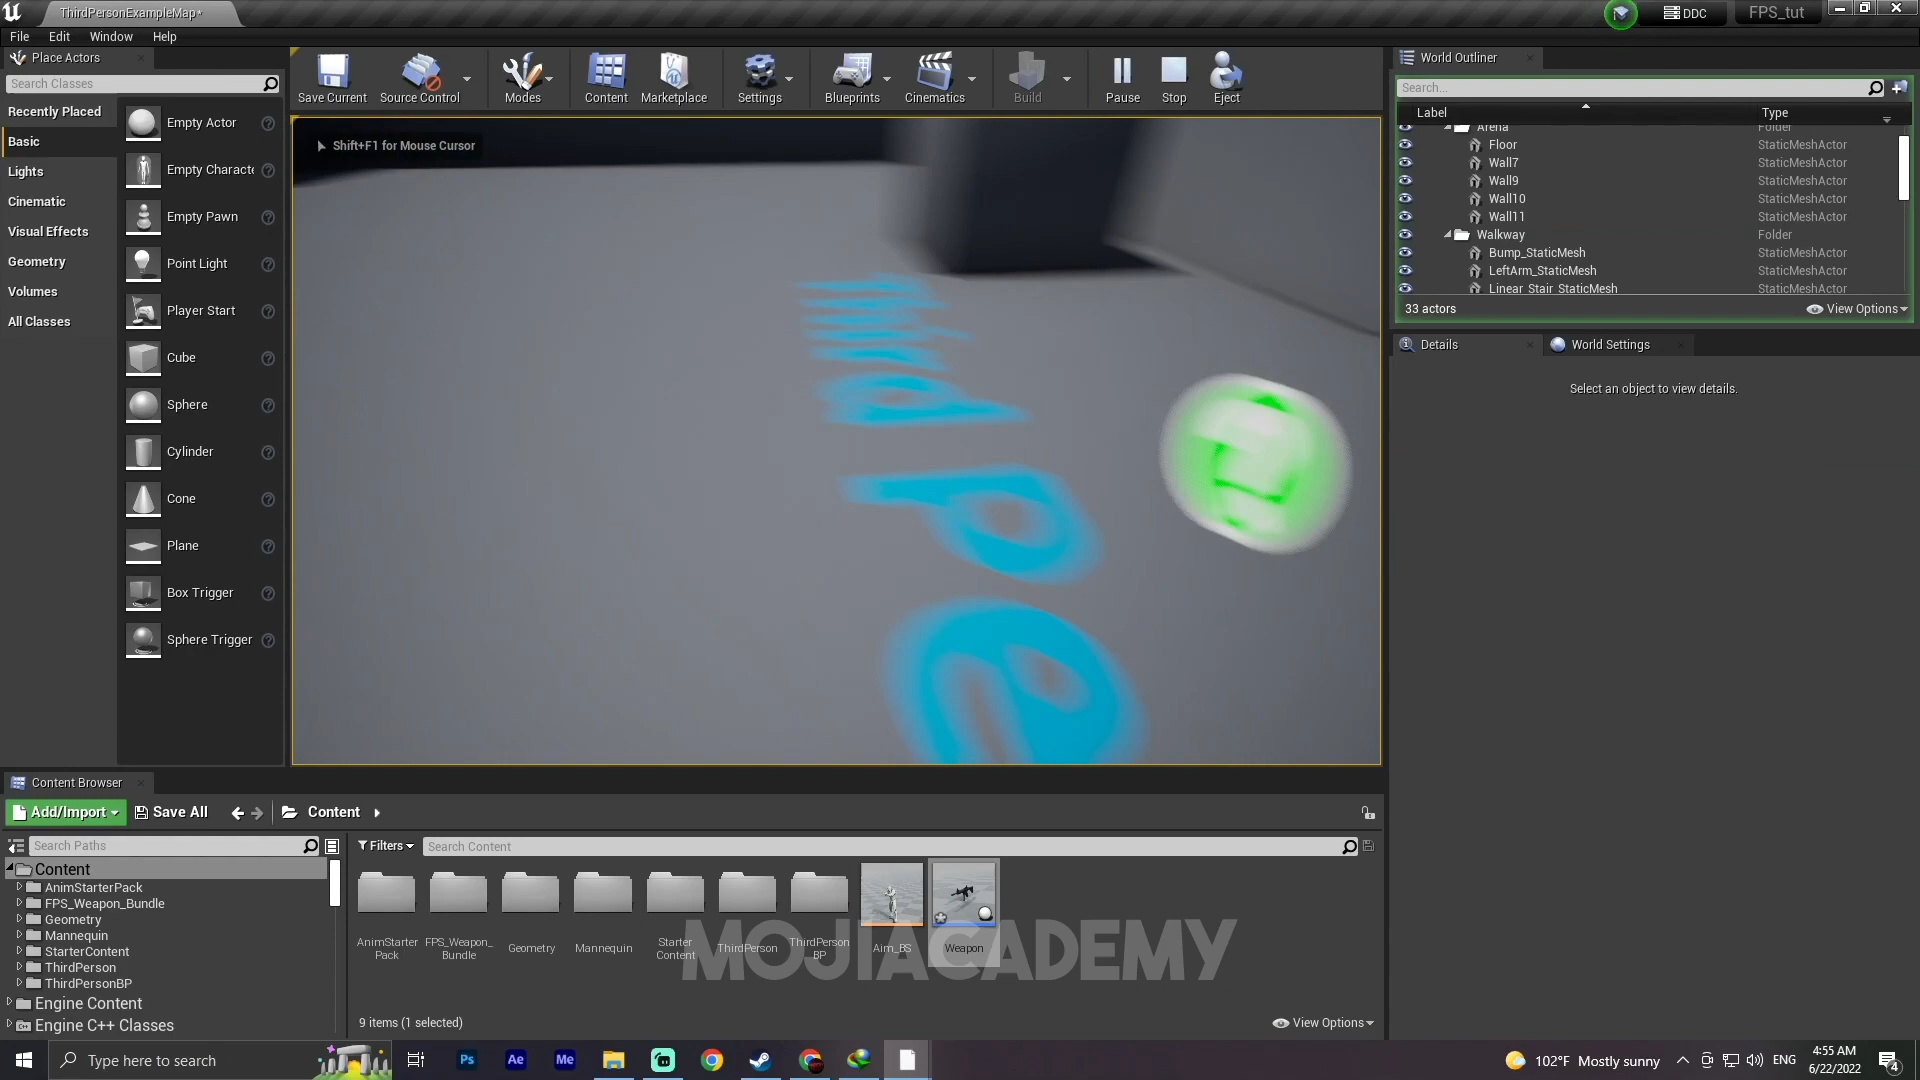 ThirdPersonExampleMap*
DDC
FPS_tut
File Edit Window Help
Place Actors
Search Classes
Recently Placed
Basic
Lights
Cinematic
Visual Effects
Geometry
Volumes
All Classes
Empty Actor
Empty Characte
Empty Pawn
Point Light
Player Start
Cube
Sphere
Cylinder
Cone
Plane
Box Trigger
Sphere Trigger
Save Current
Source Control
Modes
Content
Marketplace
Settings
Blueprints
Cinematics
Build
Pause
Stop
Eject
Shift+F1 for Mouse Cursor
World Outliner
Search...
Label Type
Arena Folder
Floor StaticMeshActor
Wall7 StaticMeshActor
Wall9 StaticMeshActor
Wall10 StaticMeshActor
Wall11 StaticMeshActor
Walkway Folder
Bump_StaticMesh StaticMeshActor
LeftArm_StaticMesh StaticMeshActor
Linear_Stair_StaticMesh StaticMeshActor
33 actors
View Options
Details
World Settings
Select an object to view details.
Content Browser
Add/Import
Save All
Content
Search Paths
Content
AnimStarterPack
FPS_Weapon_Bundle
Geometry
Mannequin
StarterContent
ThirdPerson
ThirdPersonBP
Engine Content
Engine C++ Classes
Filters
Search Content
AnimStarter
Pack
FPS_Weapon_
Bundle
Geometry
Mannequin
Starter
Content
ThirdPerson
ThirdPerson
BP
Aim_BS
Weapon
MOJIACADEMY
9 items (1 selected)
View Options
Type here to search
Ps
Ae
Me
102°F Mostly sunny
ENG
4:55 AM
6/22/2022
4